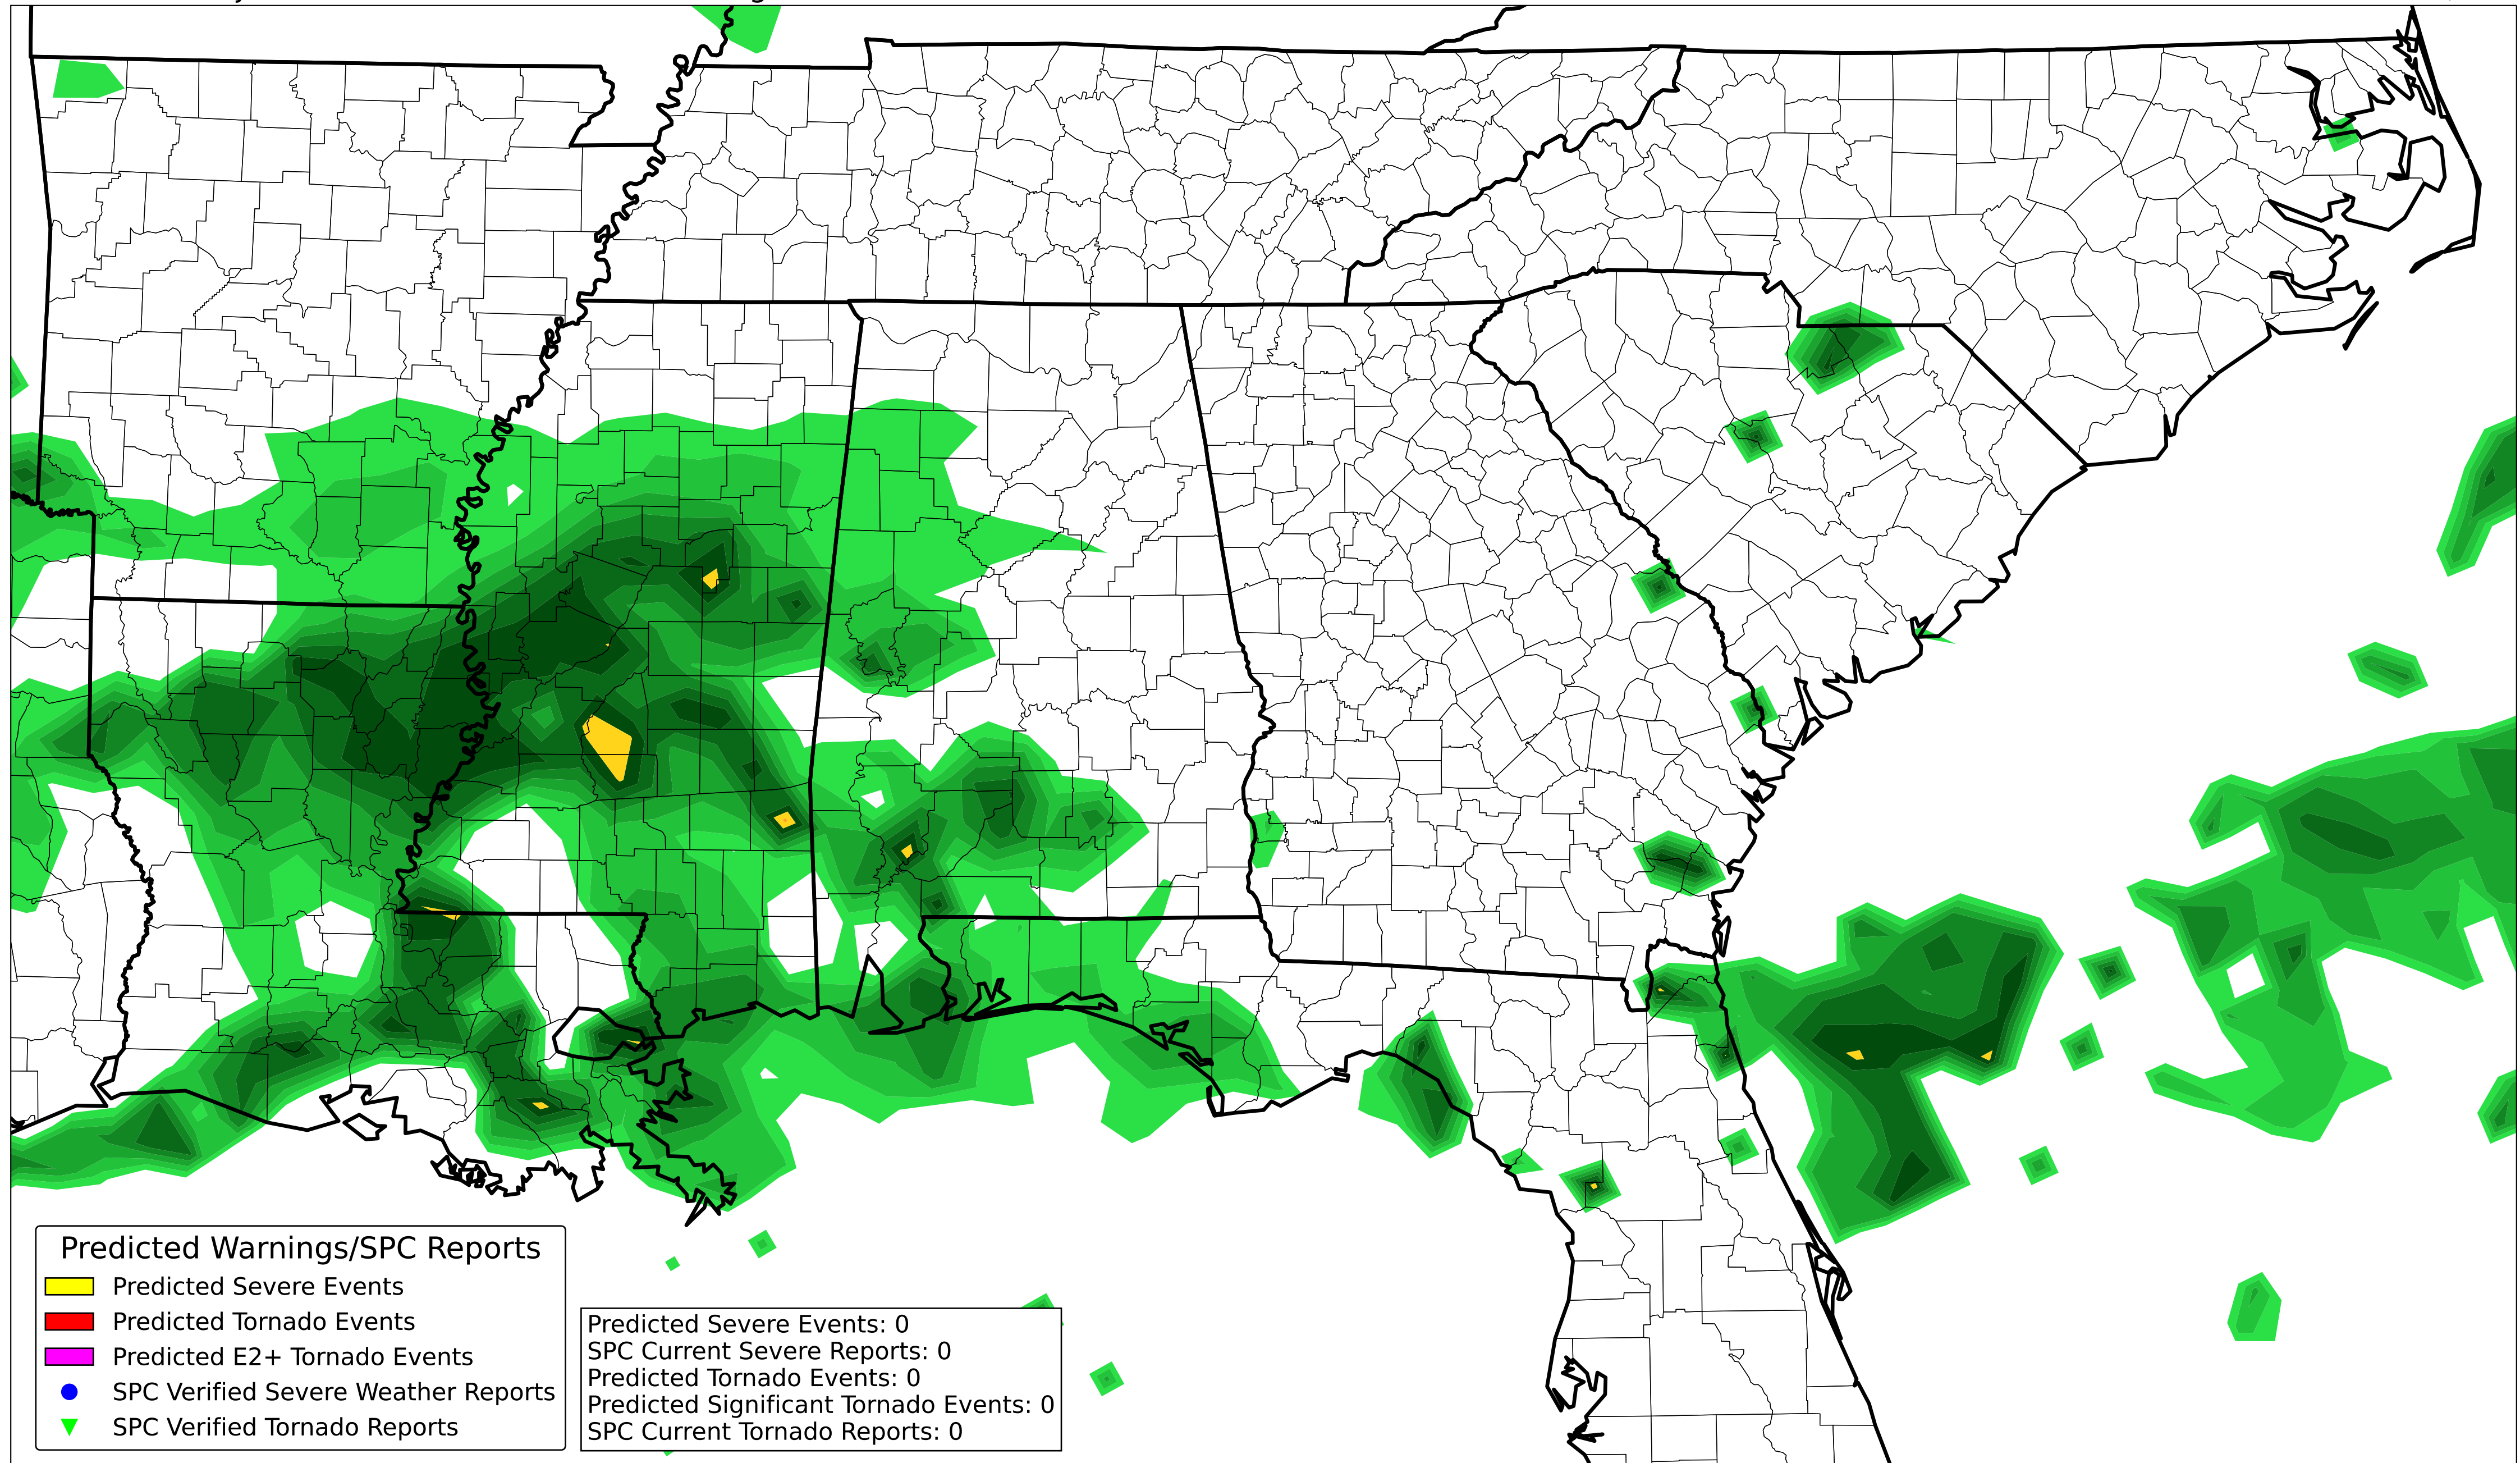 Predicted Warnings/SPC Reports
Predicted Severe Events
Predicted Tornado Events
Predicted E2+ Tornado Events
SPC Verified Severe Weather Reports
SPC Verified Tornado Reports
Predicted Severe Events: 0
SPC Current Severe Reports: 0
Predicted Tornado Events: 0
Predicted Significant Tornado Events: 0
SPC Current Tornado Reports: 0